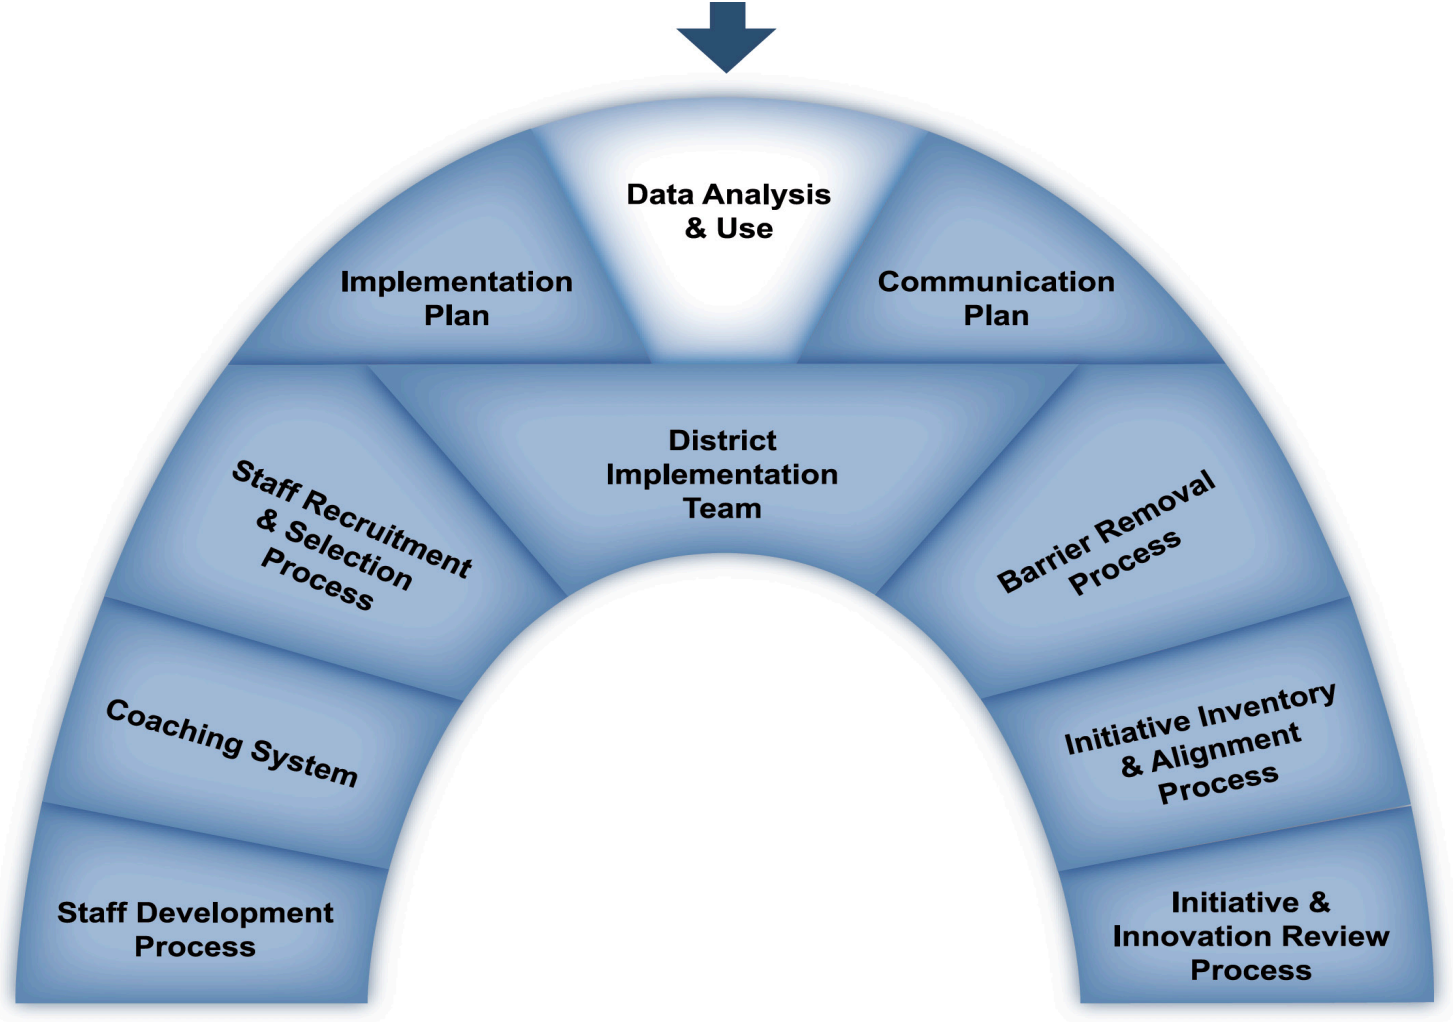 Data Analysis
& Use
Implementation
Plan
Communication
Plan
District
Implementation
Team
Staff Recruitment
& Selection
Process
Barrier Removal
Process
Coaching System
Initiative Inventory
& Alignment
Process
Staff Development
Process
Initiative &
Innovation Review
Process